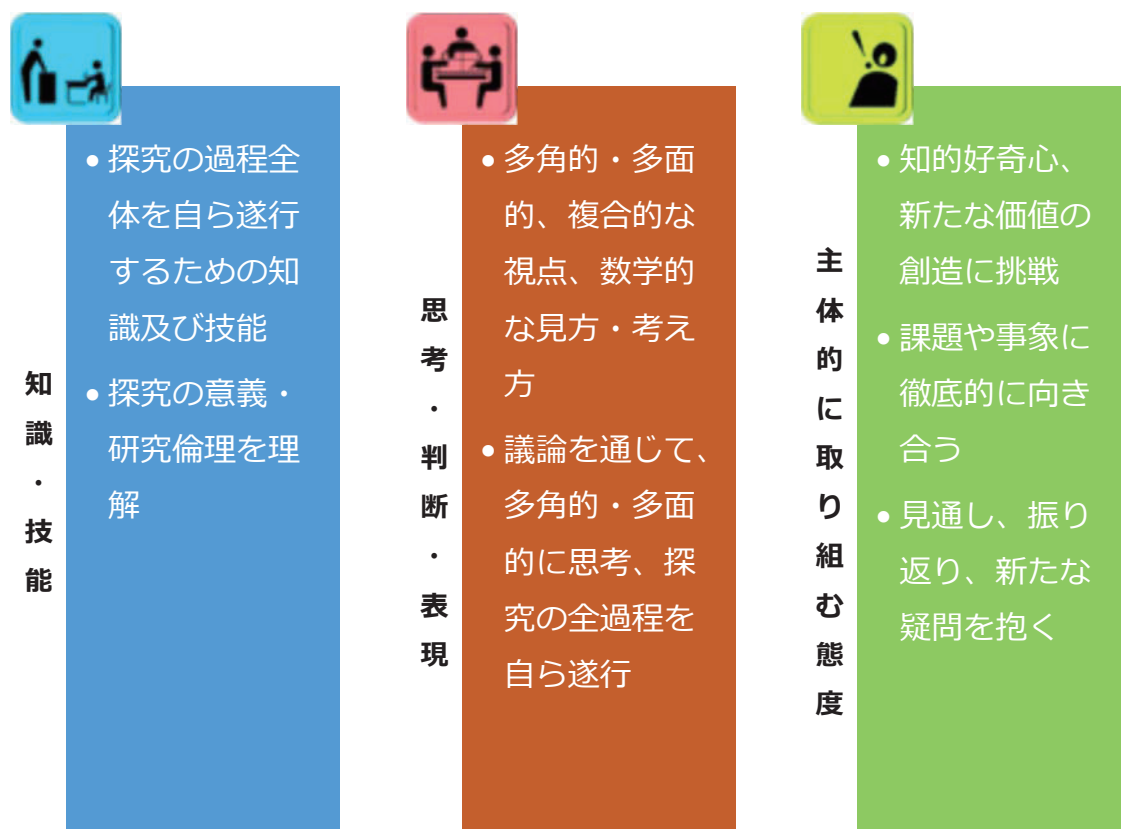 知識・技能
• 探究の過程全
体を自ら遂行
するための知
識及び技能
• 探究の意義・
研究倫理を理
解
思考・判断・表現
• 多角的・多面
的、複合的な
視点、数学的
な見方・考え
方
• 議論を通じて、
多角的・多面
的に思考、探
究の全過程を
自ら遂行
主体的に取り組む態度
• 知的好奇心、
新たな価値の
創造に挑戦
• 課題や事象に
徹底的に向き
合う
• 見通し、振り
返り、新たな
疑問を抱く